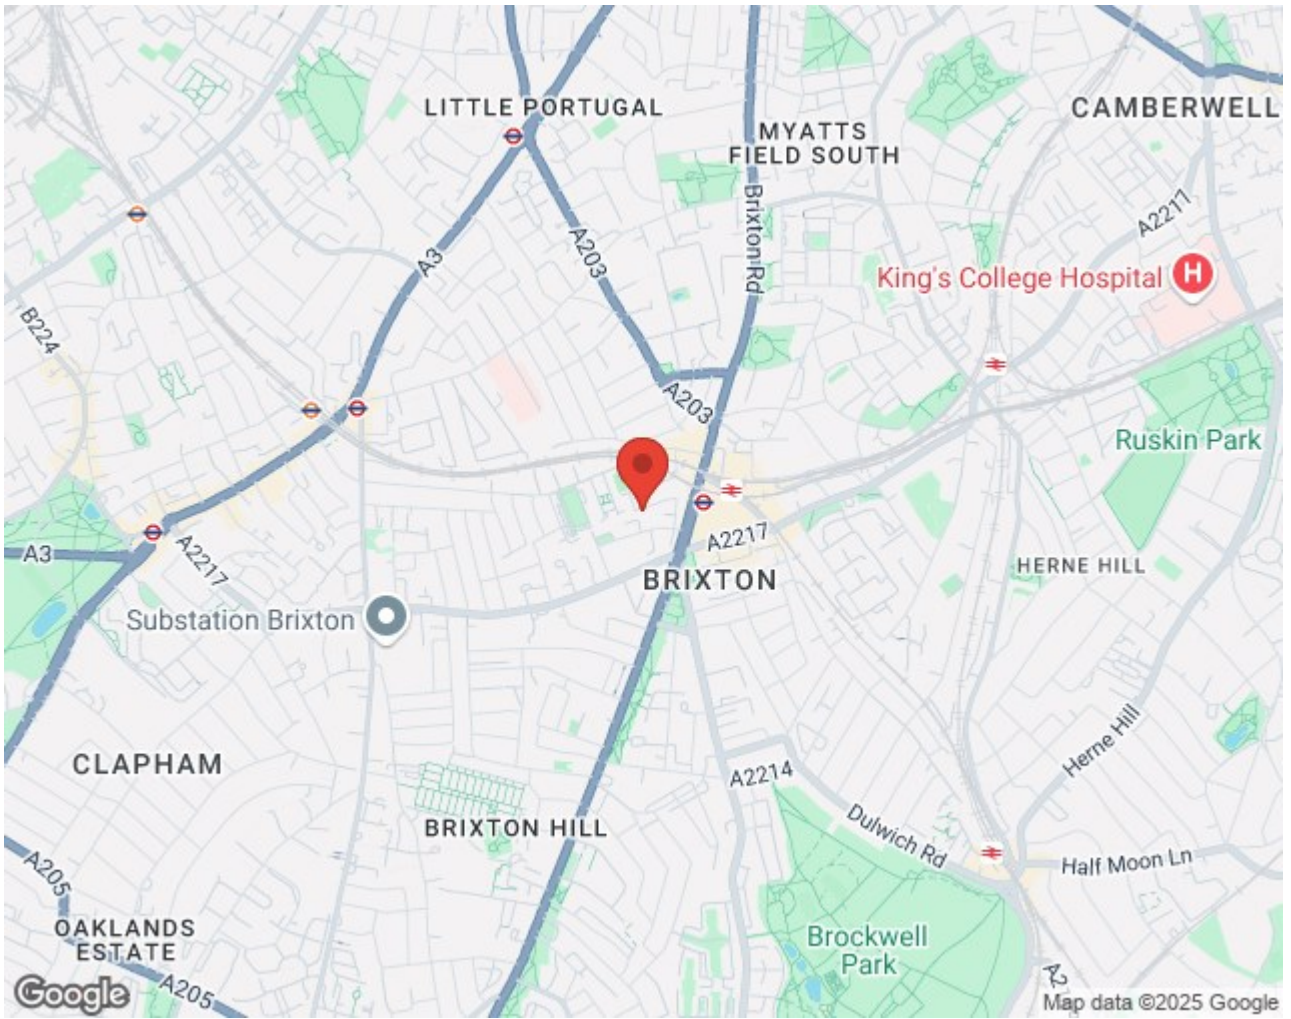 LITTLE PORTUGAL
CAMBERWELL
MYATTS
FIELD SOUTH
A2217
Brixton Rd
A203
A3
King's College Hospital
H
B224
A203
Ruskin Park
A3
A2217
A2217
HERNE HILL
BRIXTON
Substation Brixton
Herne Hill
CLAPHAM
A2214
BRIXTON HILL
Dulwich Rd
Half Moon Ln
A205
OAKLANDS
ESTATE
Brockwell
Park
A205
A2
Google
Map data ©2025 Google